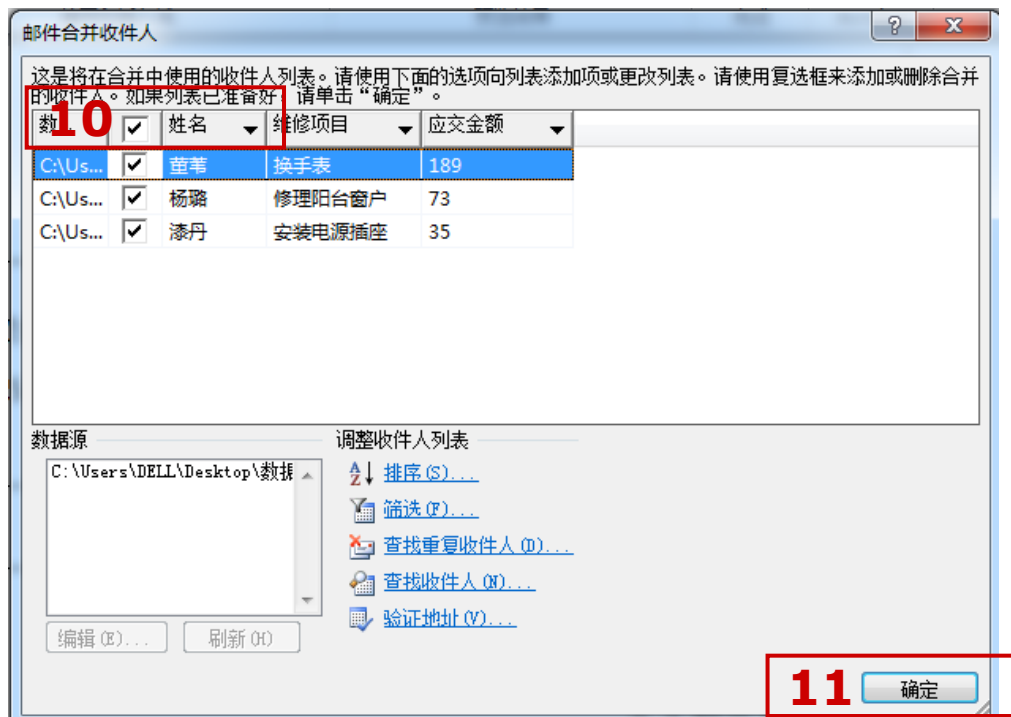 邮件合并收件人
这是将在合并中使用的收件人列表。请使用下面的选项向列表添加项或更改列表。请使用复选框来添加或删除合并
的收件人。如果列表已准备好，请单击“确定”。
10
数 姓名 维修项目 应交金额
C:\Us... 董苇 换手表 189
C:\Us... 杨璐 修理阳台窗户 73
C:\Us... 漆丹 安装电源插座 35
数据源
C:\Users\DELL\Desktop\数据
编辑(E)... 刷新(H)
调整收件人列表
排序(S)...
筛选(F)...
查找重复收件人(D)...
查找收件人(N)...
验证地址(V)...
11 确定